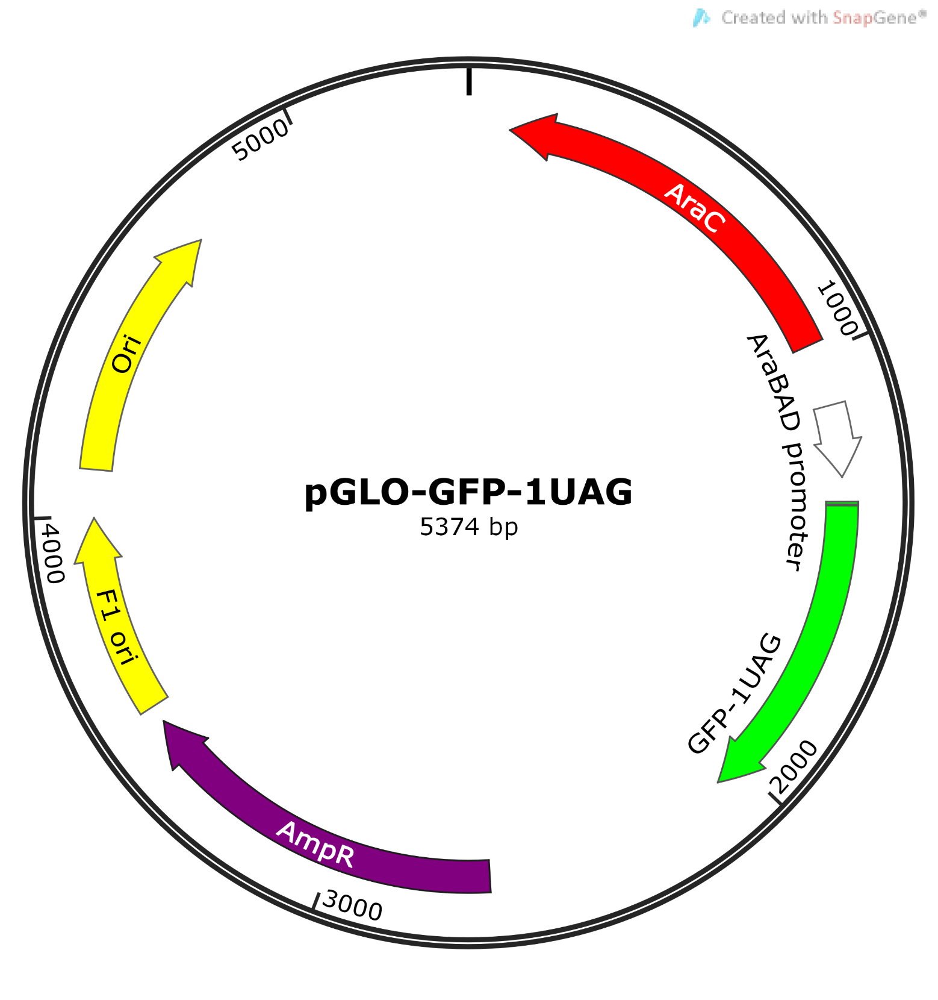 Created with SnapGene®
5000
AraC
1000
AraBAD promoter
Ori
pGLO-GFP-1UAG
5374 bp
4000
F1 ori
GFP-1UAG
2000
AmpR
3000